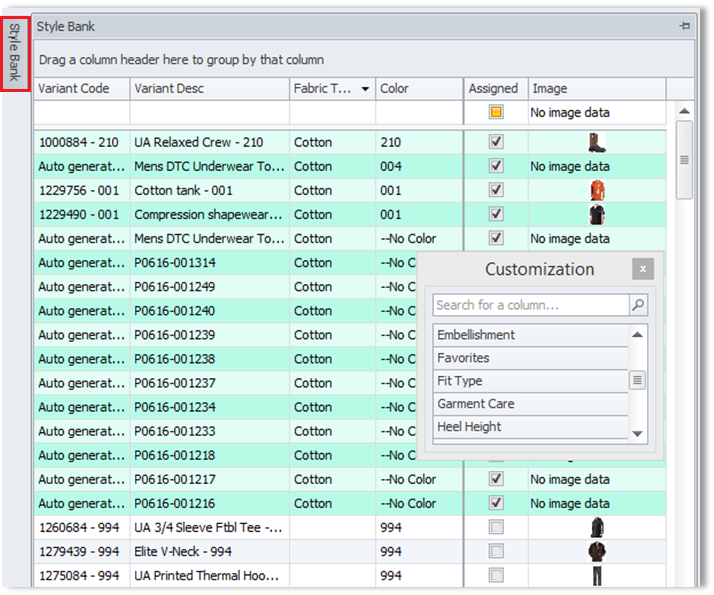 Style Bank
Style Bank
Drag a column header here to group by that column
Variant Code Variant Desc Fabric T... Color Assigned Image
No image data
1000884 - 210 UA Relaxed Crew - 210 Cotton 210
Auto generat... Mens DTC Underwear To... Cotton 004 No image data
1229756 - 001 Cotton tank - 001 Cotton 001
1229490 - 001 Compression shapewear... Cotton 001
Auto generat... Mens DTC Underwear To... Cotton --No Color No image data
Auto generat... P0616-001314 Cotton --No C
Auto generat... P0616-001249 Cotton --No C
Auto generat... P0616-001240 Cotton --No C
Auto generat... P0616-001239 Cotton --No C
Auto generat... P0616-001238 Cotton --No C
Auto generat... P0616-001237 Cotton --No C
Auto generat... P0616-001234 Cotton --No C
Auto generat... P0616-001233 Cotton --No C
Auto generat... P0616-001218 Cotton --No C
Auto generat... P0616-001217 Cotton --No Color No image data
Auto generat... P0616-001216 Cotton --No Color No image data
1260684 - 994 UA 3/4 Sleeve Ftbl Tee -... 994
1279439 - 994 Elite V-Neck - 994 994
1275084 - 994 UA Printed Thermal Hoo... 994
Customization
x
Search for a column...
Embellishment
Favorites
Fit Type
Garment Care
Heel Height